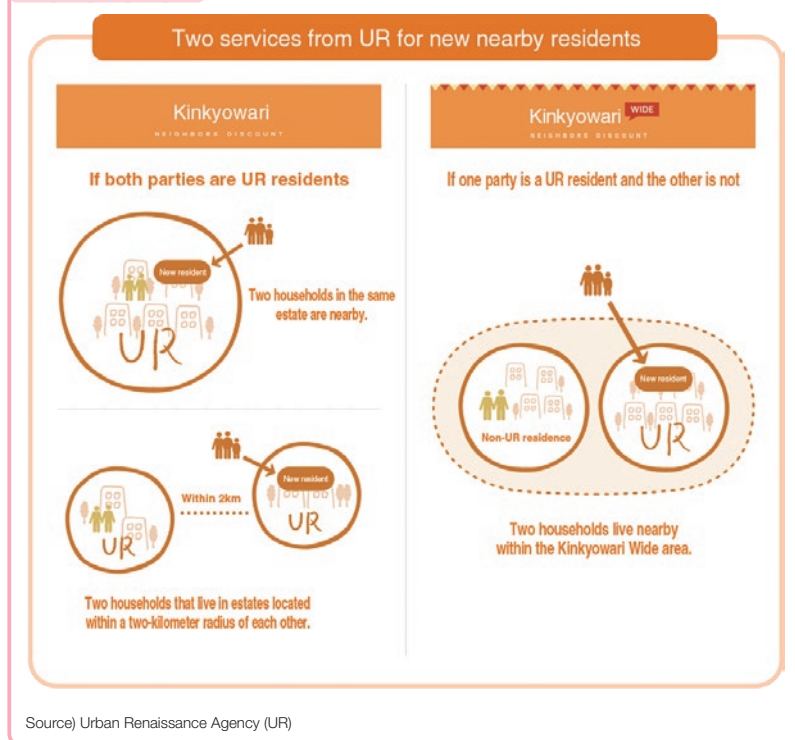 Two services from UR for new nearby residents
Kinkyowari
NEIGHBORS DISCOUNT
If both parties are UR residents
New resident
UR
Two households in the same
estate are nearby.
New resident
Within 2km
UR
UR
Two households that live in estates located
within a two-kilometer radius of each other.
Kinkyowari WIDE
NEIGHBORS DISCOUNT
If one party is a UR resident and the other is not
New resident
Non-UR residence
UR
Two households live nearby
within the Kinkyowari Wide area.
Source) Urban Renaissance Agency (UR)